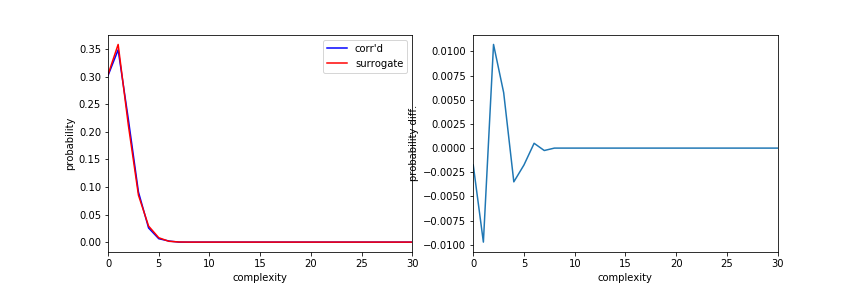 0.35
0.30
0.25
0.20
0.15
0.10
0.05
0.00
probability
0 5 10 15 20 25 30
complexity
corr'd
surrogate
0.0100
0.0075
0.0050
0.0025
0.0000
−0.0025
−0.0050
−0.0075
−0.0100
probability diff.
0 5 10 15 20 25 30
complexity